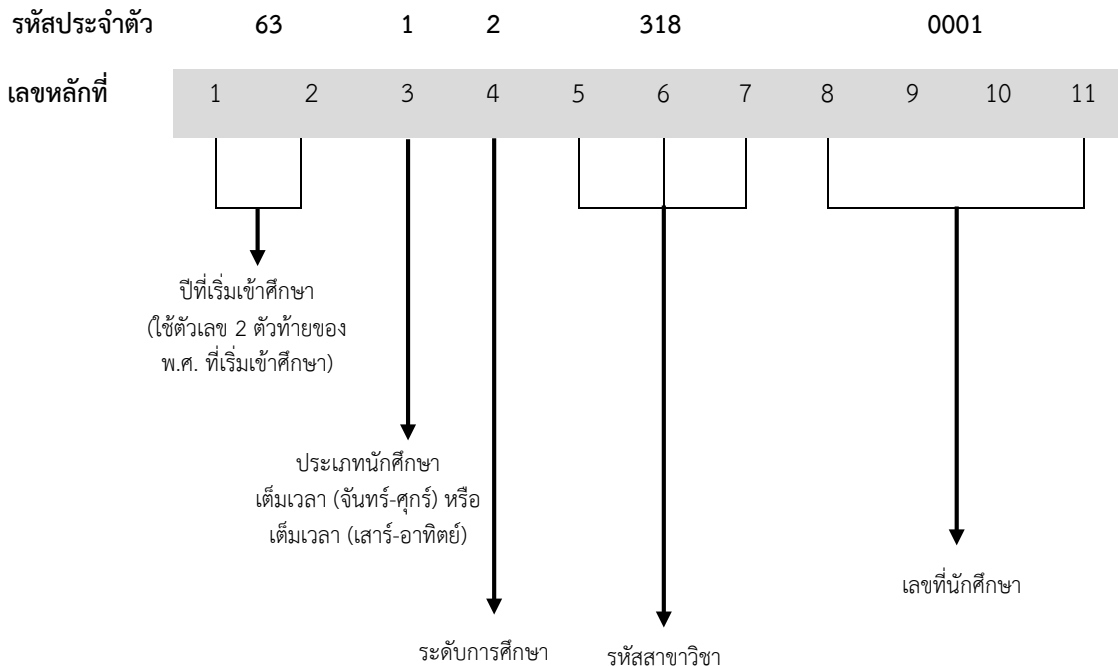 รหัสประจำตัว 63 1 2 318 0001
เลขหลักที่ 1 2 3 4 5 6 7 8 9 10 11
ปีที่เริ่มเข้าศึกษา
(ใช้ตัวเลข 2 ตัวท้ายของ
พ.ศ. ที่เริ่มเข้าศึกษา)
ประเภทนักศึกษา
เต็มเวลา (จันทร์-ศุกร์) หรือ
เต็มเวลา (เสาร์-อาทิตย์)
เลขที่นักศึกษา
ระดับการศึกษา รหัสสาขาวิชา